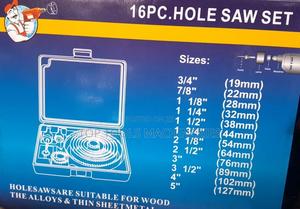 16PC.HOLE SAW SET
Sizes:
3/4" (19mm)
7/8" (22mm)
1 1/8" (28mm)
1 1/4" (32mm)
1 1/2" (38mm)
1 3/4" (44mm)
2 1/8" (54mm)
2 1/2" (64mm)
3" (76mm)
3 1/2" (89mm)
4" (102mm)
5" (127mm)
HOLESAWSARE SUITABLE FOR WOOD
THE ALLOYS & THIN SHEETMETAL